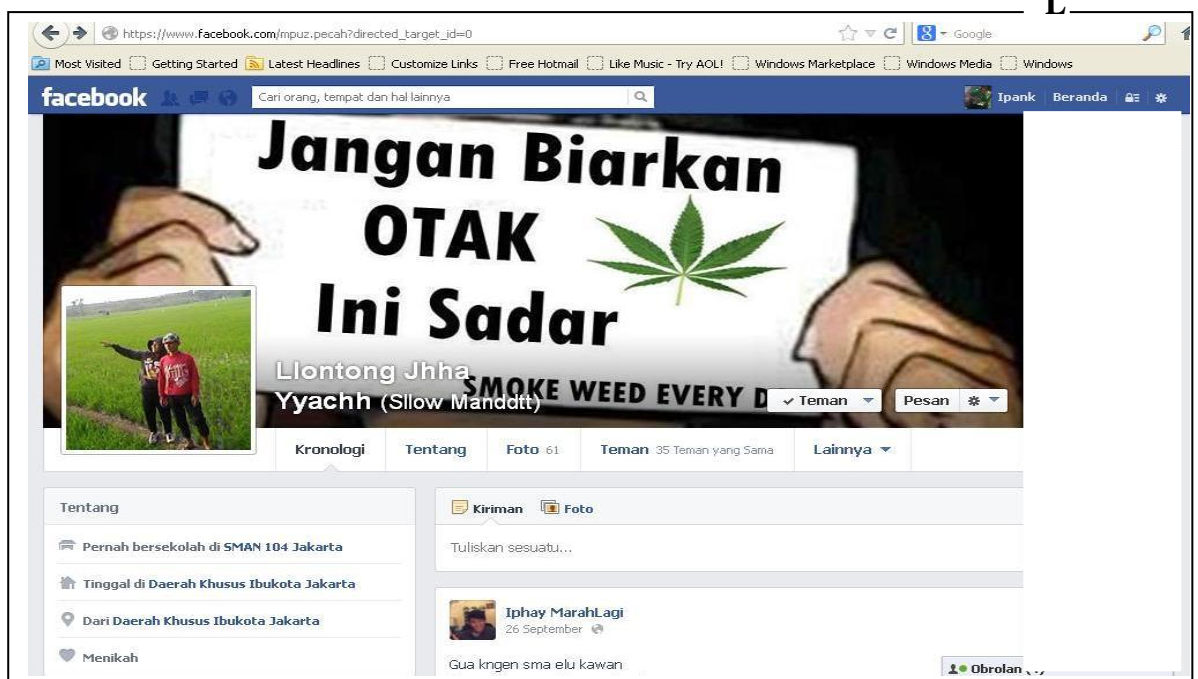 L
https://www.facebook.com/mpuz.pecah?directed_target_id=0
Google
Most Visited Getting Started Latest Headlines Customize Links Free Hotmail Like Music - Try AOL! Windows Marketplace Windows Media Windows
facebook
Cari orang, tempat dan hal lainnya
Ipank Beranda
Jangan Biarkan
OTAK
Ini Sadar
SMOKE WEED EVERY D
Llontong Jhha
Yyachh (Sllow Manddtt)
Teman
Pesan
Kronologi Tentang Foto 61 Teman 35 Teman yang Sama Lainnya
Tentang
Pernah bersekolah di SMAN 104 Jakarta
Tinggal di Daerah Khusus Ibukota Jakarta
Dari Daerah Khusus Ibukota Jakarta
Menikah
Kiriman Foto
Tuliskan sesuatu...
Iphay MarahLagi
26 September
Gua kngen sma elu kawan
Obrolan